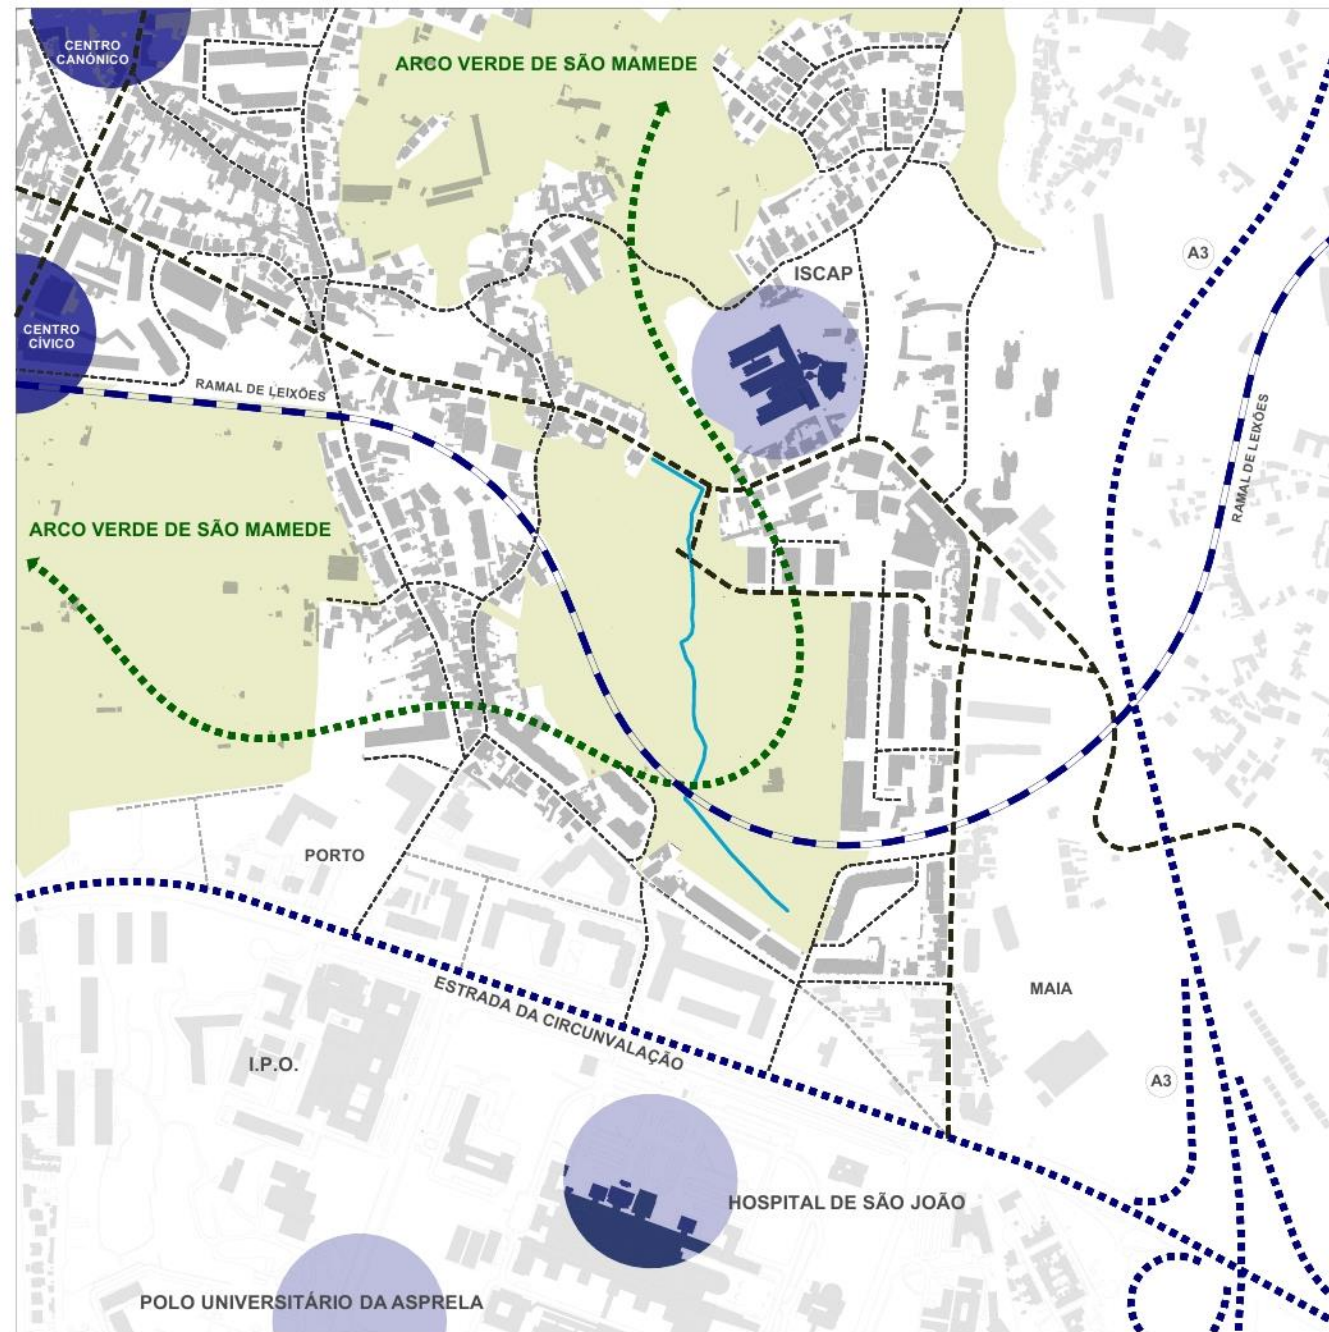 CENTRO
CANÓNICO
ARCO VERDE DE SÃO MAMEDE
A3
ISCAP
CENTRO
CÍVICO
RAMAL DE LEIXÕES
RAMAL DE LEIXÕES
ARCO VERDE DE SÃO MAMEDE
PORTO
ESTRADA DA CIRCUNVALAÇÃO
MAIA
I.P.O.
A3
HOSPITAL DE SÃO JOÃO
POLO UNIVERSITÁRIO DA ASPRELA